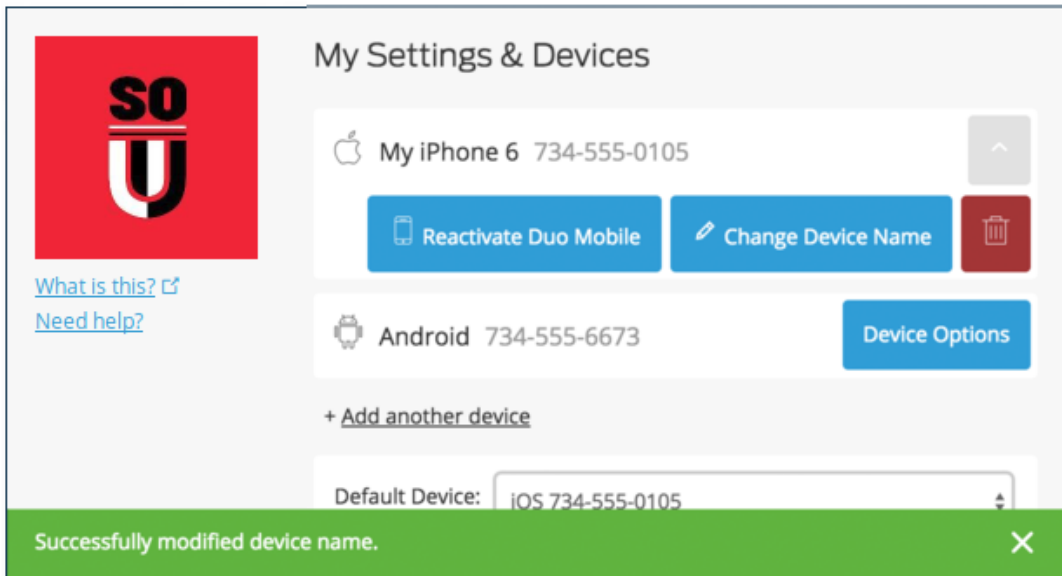 SO
U
What is this?
Need help?
My Settings & Devices
My iPhone 6 734-555-0105
Reactivate Duo Mobile
Change Device Name
Android 734-555-6673
Device Options
+ Add another device
Default Device:
iOS 734-555-0105
Successfully modified device name.